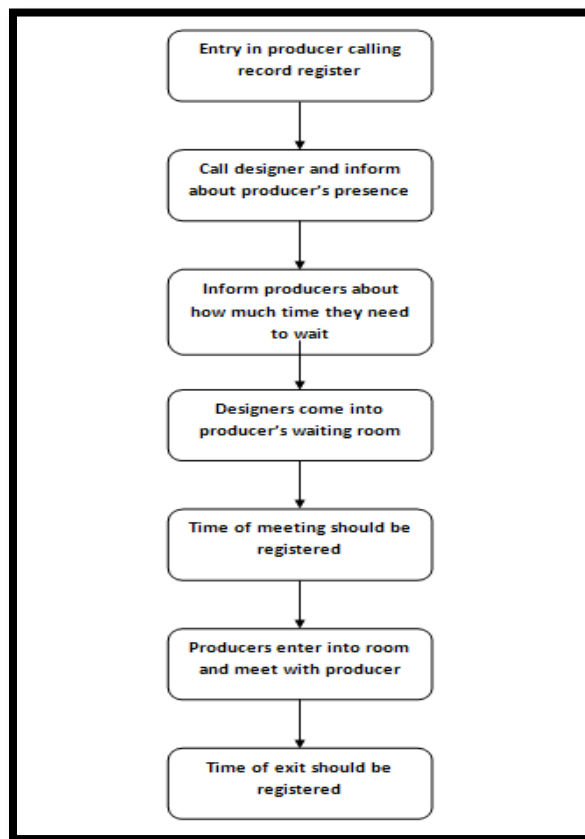 Entry in producer calling
record register
Call designer and inform
about producer’s presence
Inform producers about
how much time they need
to wait
Designers come into
producer’s waiting room
Time of meeting should be
registered
Producers enter into room
and meet with producer
Time of exit should be
registered